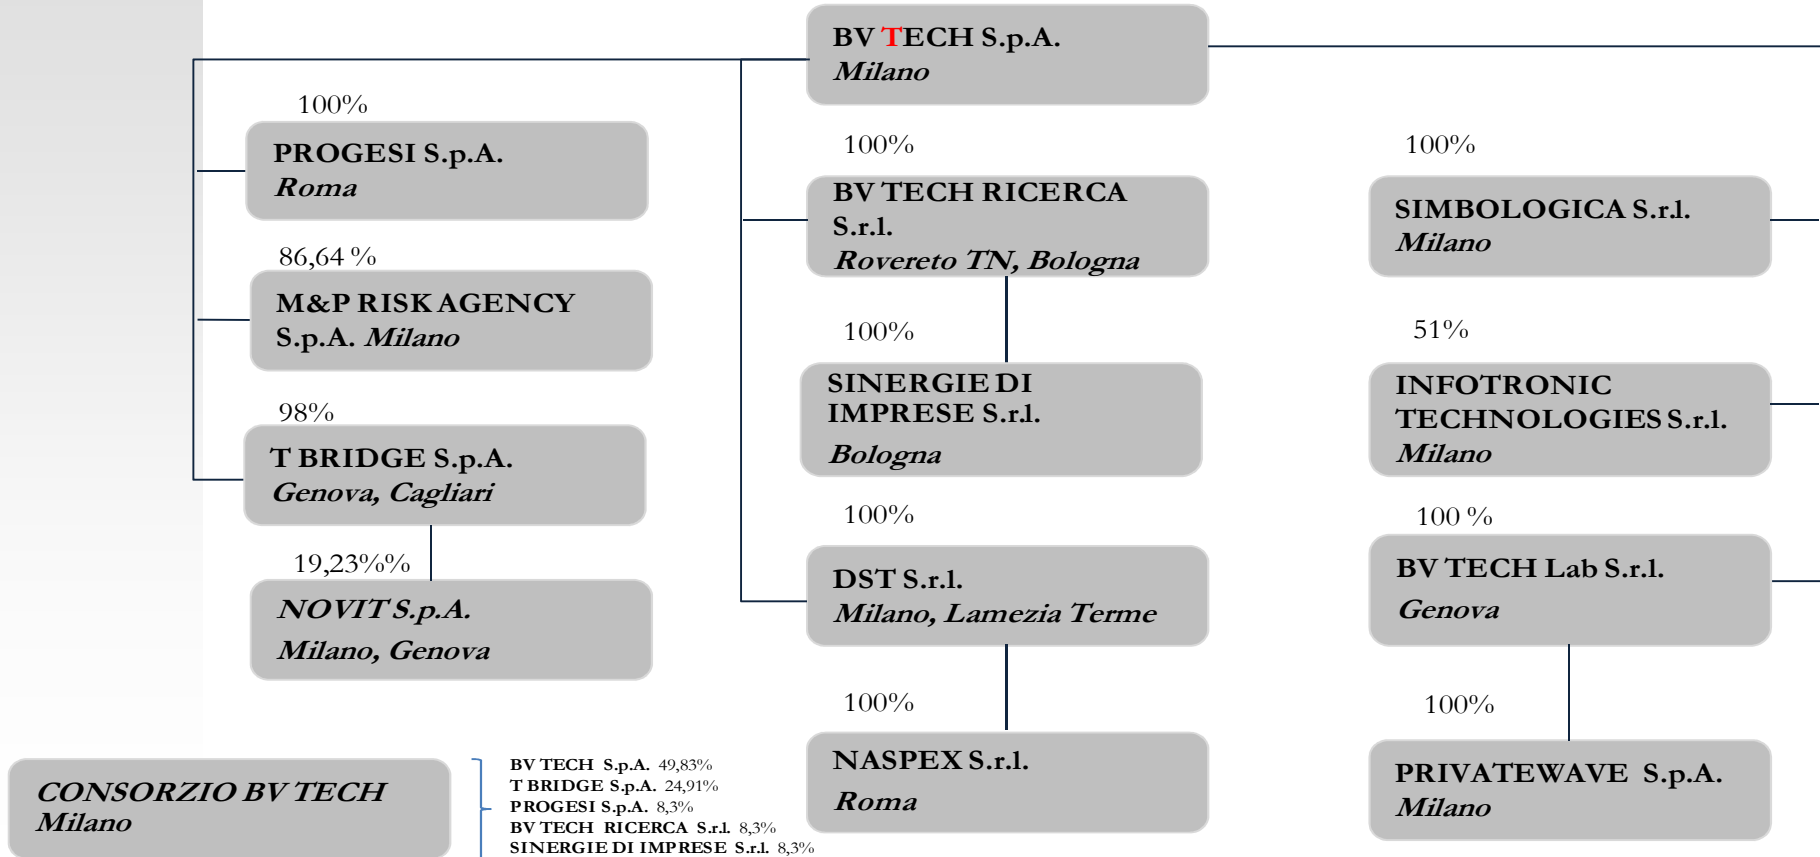 BV TECH S.p.A.
Milano
100%
PROGESI S.p.A.
Roma
86,64 %
M&P RISK AGENCY
S.p.A. Milano
98%
T BRIDGE S.p.A.
Genova, Cagliari
19,23%%
NOVIT S.p.A.
Milano, Genova
100%
BV TECH RICERCA
S.r.l.
Rovereto TN, Bologna
100%
SINERGIE DI
IMPRESE S.r.l.
Bologna
100%
DST S.r.l.
Milano, Lamezia Terme
100%
NASPEX S.r.l.
Roma
100%
SIMBOLOGICA S.r.l.
Milano
51%
INFOTRONIC
TECHNOLOGIES S.r.l.
Milano
100 %
BV TECH Lab S.r.l.
Genova
100%
PRIVATEWAVE S.p.A.
Milano
CONSORZIO BV TECH
Milano
BV TECH S.p.A. 49,83%
T BRIDGE S.p.A. 24,91%
PROGESI S.p.A. 8,3%
BV TECH RICERCA S.r.l. 8,3%
SINERGIE DI IMPRESE S.r.l. 8,3%